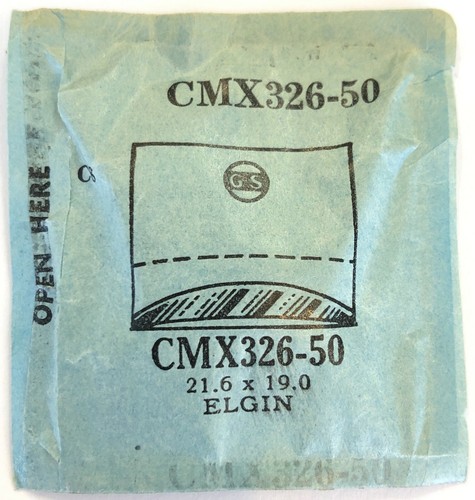 CMX326-50
GS
OPEN HERE
CMX326-50
21.6 x 19.0
ELGIN